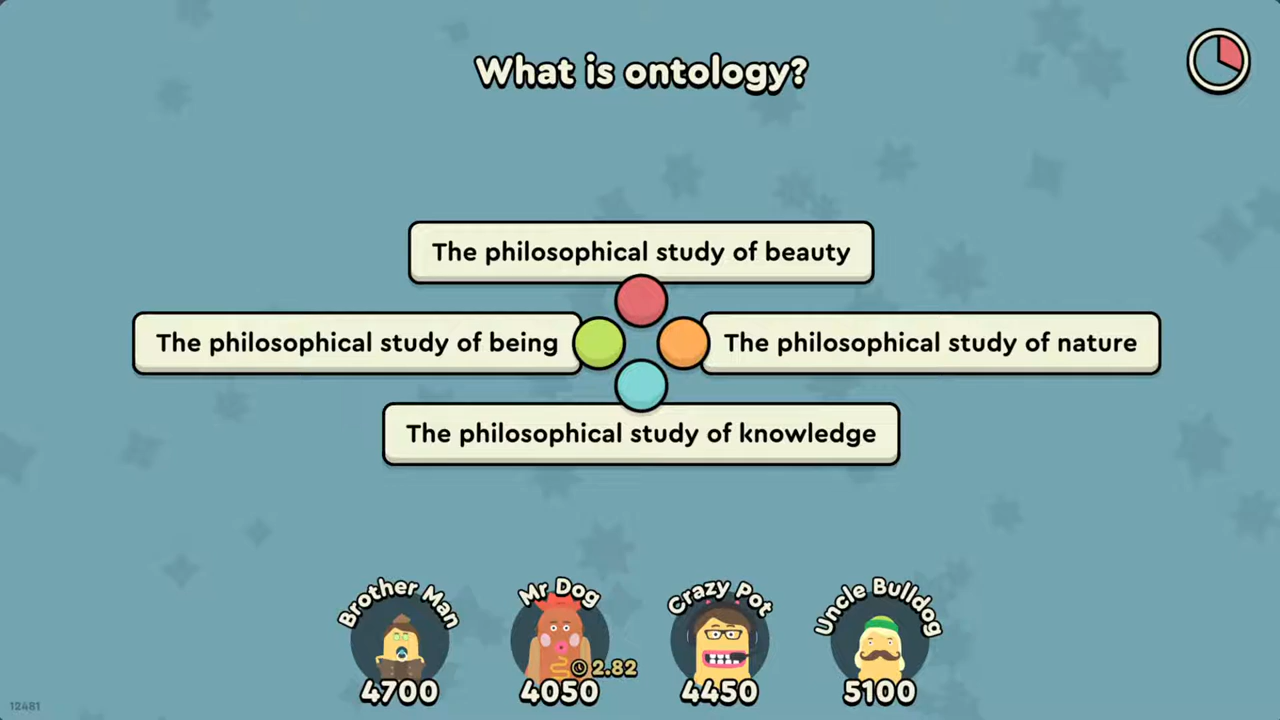 What is ontology?
The philosophical study of beauty
The philosophical study of being
The philosophical study of nature
The philosophical study of knowledge
Brother Man
Mr Dog
Crazy Pot
Uncle Bulldog
2.82
4700
4050
4450
5100
12481